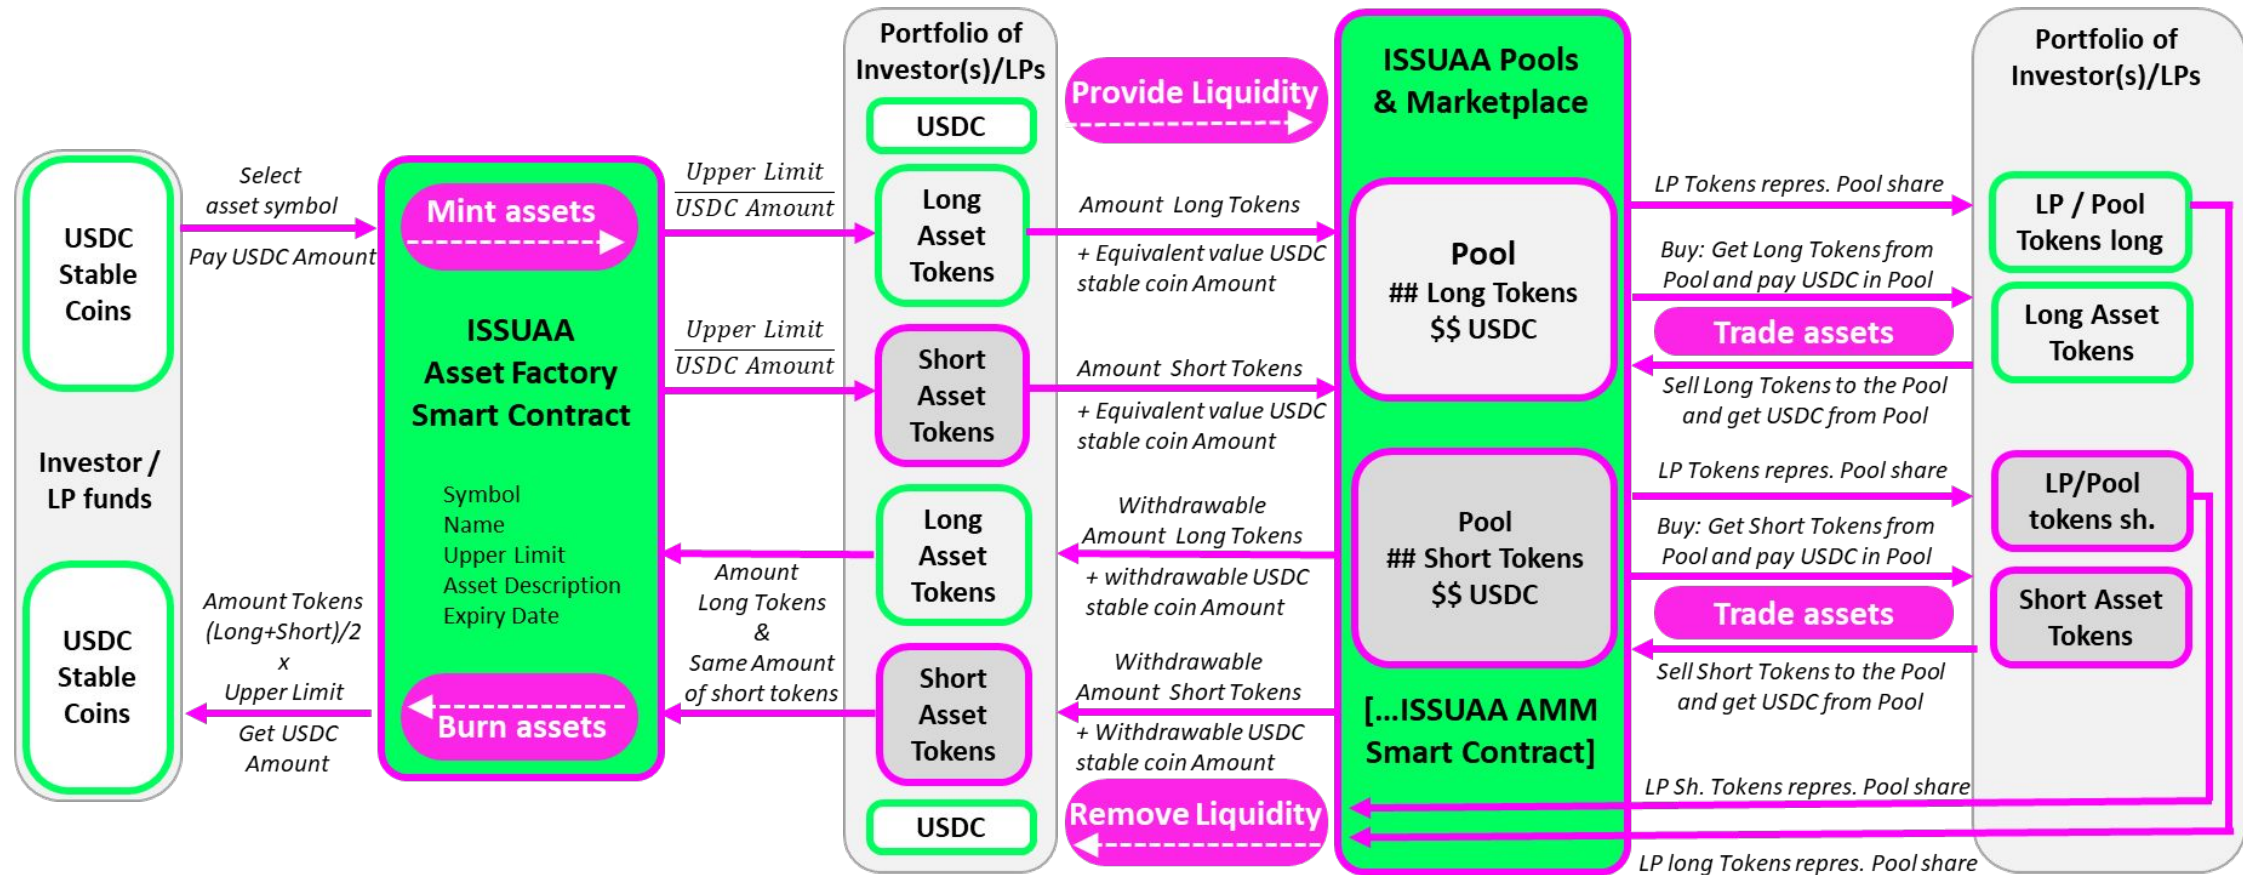 USDC
Stable
Coins
Investor /
LP funds
USDC
Stable
Coins
Select
asset symbol
Pay USDC Amount
Amount Tokens
(Long+Short)/2
x
Upper Limit
Get USDC
Amount
Mint assets
ISSUAA
Asset Factory
Smart Contract
Symbol
Name
Upper Limit
Asset Description
Expiry Date
Burn assets
Upper Limit
USDC Amount
Upper Limit
USDC Amount
Amount
Long Tokens
&
Same Amount
of short tokens
Portfolio of
Investor(s)/LPs
USDC
Long
Asset
Tokens
Short
Asset
Tokens
Long
Asset
Tokens
Short
Asset
Tokens
USDC
Provide Liquidity
Amount Long Tokens
+ Equivalent value USDC
stable coin Amount
Amount Short Tokens
+ Equivalent value USDC
stable coin Amount
Withdrawable
Amount Long Tokens
+ withdrawable USDC
stable coin Amount
Withdrawable
Amount Short Tokens
+ Withdrawable USDC
stable coin Amount
Remove Liquidity
ISSUAA Pools
& Marketplace
Pool
## Long Tokens
$$ USDC
Pool
## Short Tokens
$$ USDC
[...ISSUAA AMM
Smart Contract]
LP Tokens repres. Pool share
Buy: Get Long Tokens from
Pool and pay USDC in Pool
Trade assets
Sell Long Tokens to the Pool
and get USDC from Pool
LP Tokens repres. Pool share
Buy: Get Short Tokens from
Pool and pay USDC in Pool
Trade assets
Sell Short Tokens to the Pool
and get USDC from Pool
LP Sh. Tokens repres. Pool share
LP long Tokens repres. Pool share
Portfolio of
Investor(s)/LPs
LP / Pool
Tokens long
Long Asset
Tokens
LP/Pool
tokens sh.
Short Asset
Tokens